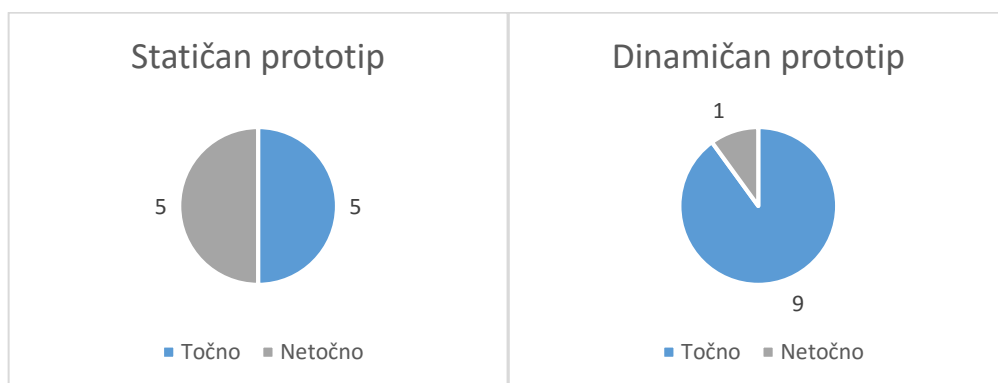 Statičan prototip
5
5
Točno Netočno
Dinamičan prototip
1
9
Točno Netočno